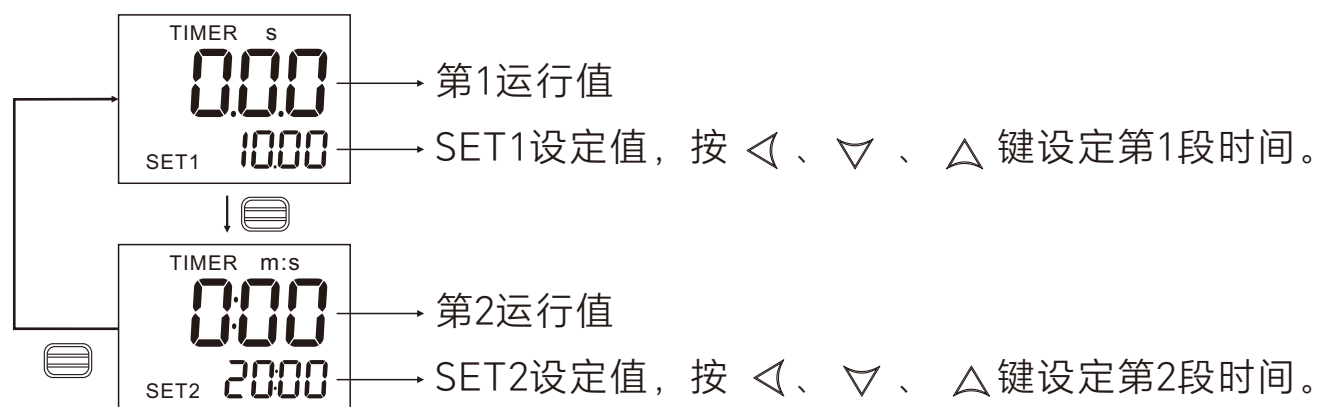 TIMER s
0.0.0
第1运行值
SET1 10.00
SET1设定值，按 ◁、▽、△ 键设定第1段时间。
TIMER m:s
0:00
第2运行值
SET2 20:00
SET2设定值，按 ◁、▽、△ 键设定第2段时间。